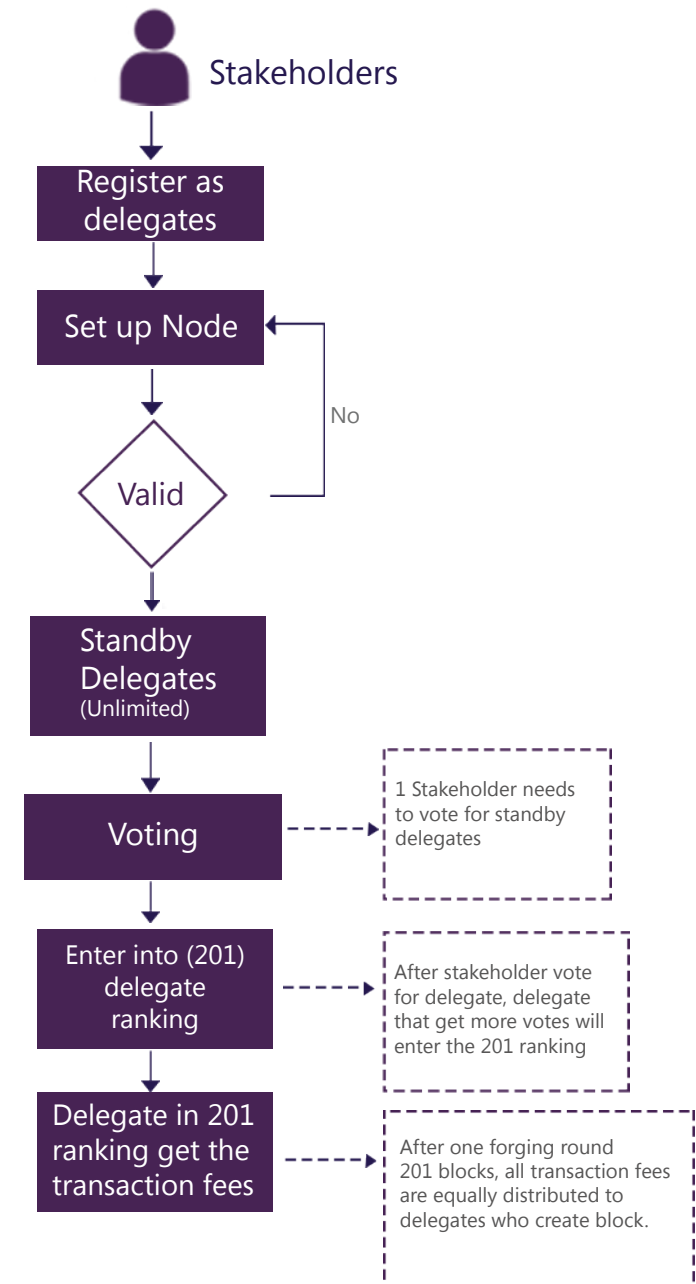 Stakeholders
Register as
delegates
Set up Node
No
Valid
Standby
Delegates
(Unlimited)
Voting
1 Stakeholder needs
to vote for standby
delegates
Enter into (201)
delegate
ranking
After stakeholder vote
for delegate, delegate
that get more votes will
enter the 201 ranking
Delegate in 201
ranking get the
transaction fees
After one forging round
201 blocks, all transaction fees
are equally distributed to
delegates who create block.